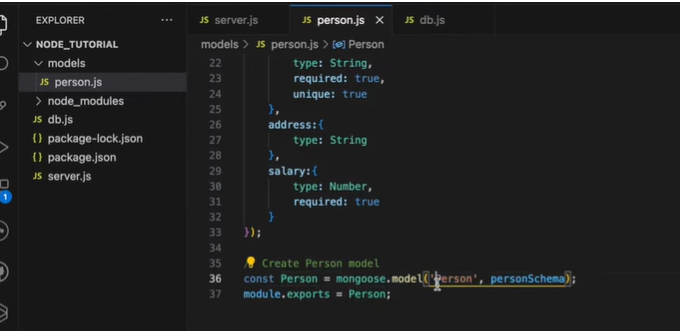 EXPLORER
NODE_TUTORIAL
models
JS person.js
node_modules
JS db.js
{} package-lock.json
{} package.json
JS server.js
1
JS server.js
JS person.js
JS db.js
models > JS person.js > Person
22 type: String,
23 required: true,
24 unique: true
25 },
26 address:{
27 type: String
28 },
29 salary:{
30 type: Number,
31 required: true
32 }
33 });
34
35 Create Person model
36 const Person = mongoose.model('Person', personSchema);
37 module.exports = Person;